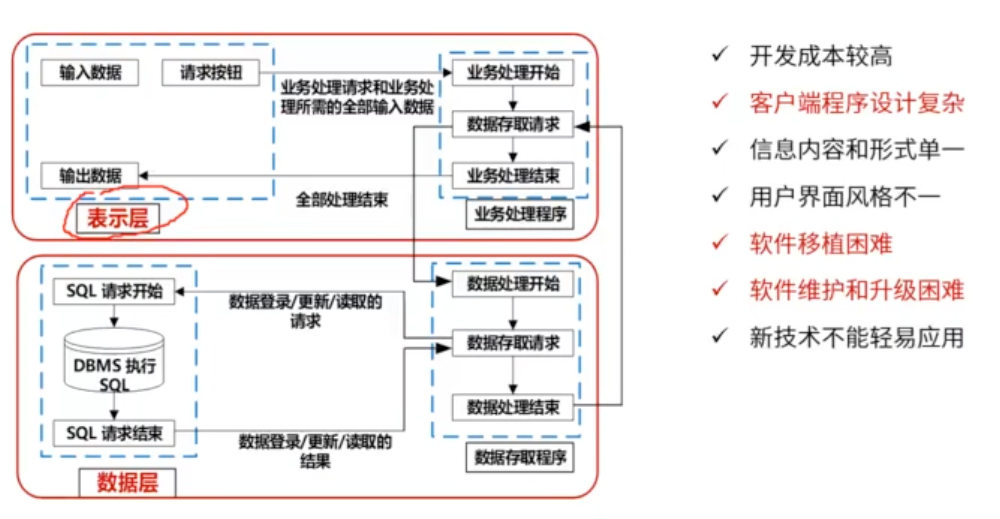 输入数据
请求按钮
业务处理请求和业务处
理所需的全部输入数据
业务处理开始
数据存取请求
业务处理结束
输出数据
全部处理结束
业务处理程序
表示层
SQL 请求开始
数据登录/更新/读取的
请求
数据处理开始
DBMS 执行
SQL
数据存取请求
数据处理结束
SQL 请求结束
数据登录/更新/读取的
结果
数据存取程序
数据层
✓ 开发成本较高
✓ 客户端程序设计复杂
✓ 信息内容和形式单一
✓ 用户界面风格不一
✓ 软件移植困难
✓ 软件维护和升级困难
✓ 新技术不能轻易应用